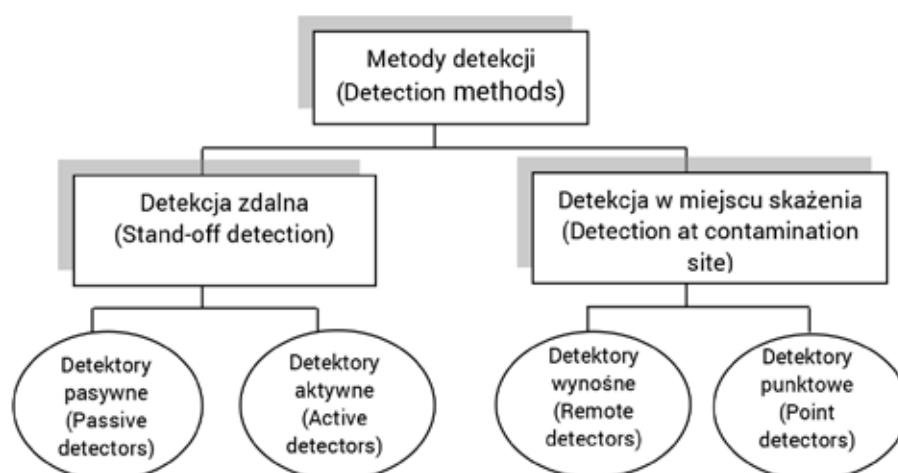 Metody detekcji
(Detection methods)
Detekcja zdalna
(Stand-off detection)
Detekcja w miejscu skażenia
(Detection at contamination
site)
Detektory
pasywne
(Passive
detectors)
Detektory
aktywne
(Active
detectors)
Detektory
wynośne
(Remote
detectors)
Detektory
punktowe
(Point
detectors)